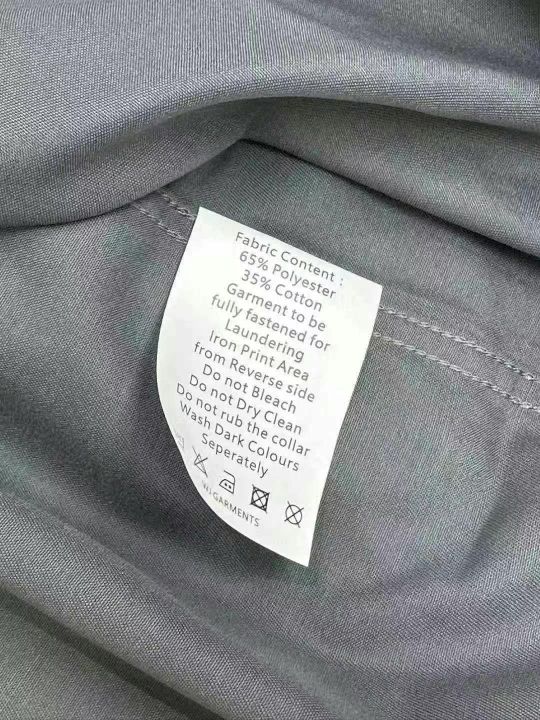 Fabric Content :
65% Polyester
35% Cotton
Garment to be
fully fastened for
Laundering
Iron Print Area
from Reverse side
Do not Bleach
Do not Dry Clean
Do not rub the collar
Wash Dark Colours
Seperately
GARMENTS